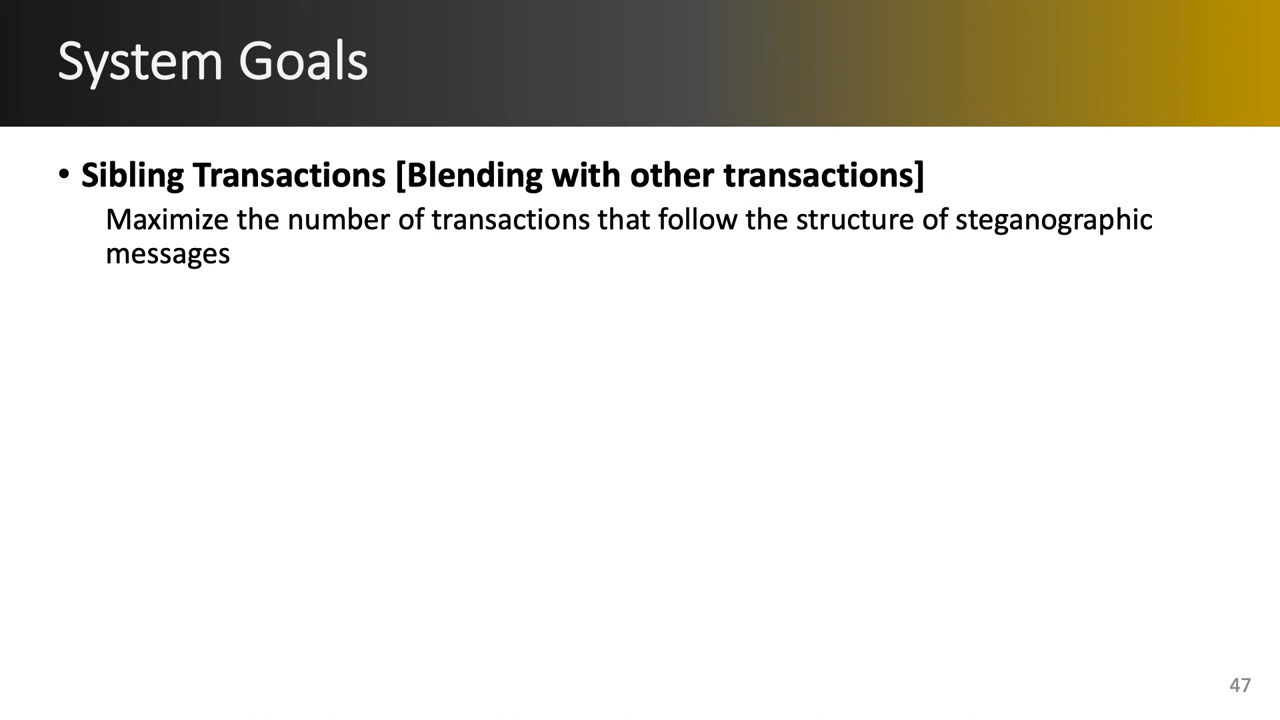 System Goals
• Sibling Transactions [Blending with other transactions]
Maximize the number of transactions that follow the structure of steganographic
messages
47